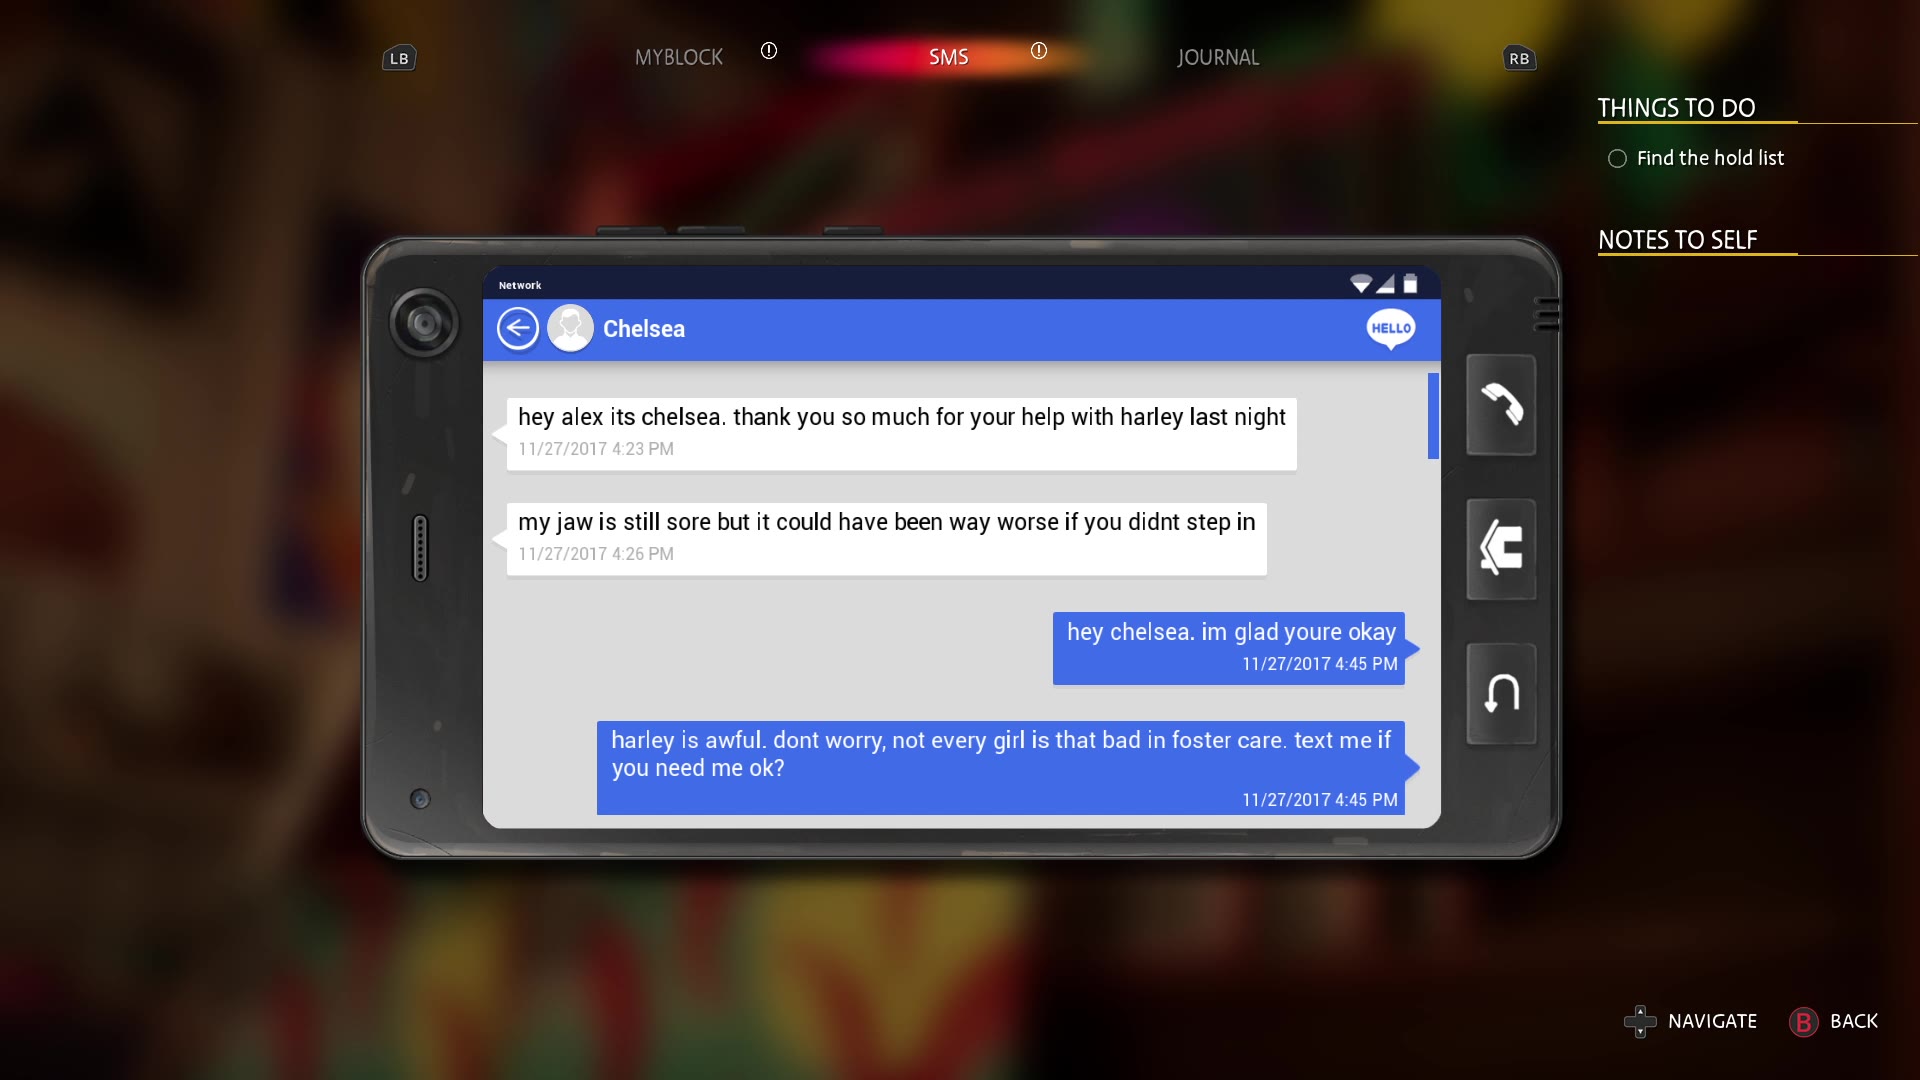 LB
MYBLOCK
SMS
JOURNAL
RB
THINGS TO DO
Find the hold list
NOTES TO SELF
Network
Chelsea
HELLO
hey alex its chelsea. thank you so much for your help with harley last night
11/27/2017 4:23 PM
my jaw is still sore but it could have been way worse if you didnt step in
11/27/2017 4:26 PM
hey chelsea. im glad youre okay
11/27/2017 4:45 PM
harley is awful. dont worry, not every girl is that bad in foster care. text me if
you need me ok?
11/27/2017 4:45 PM
NAVIGATE
B BACK